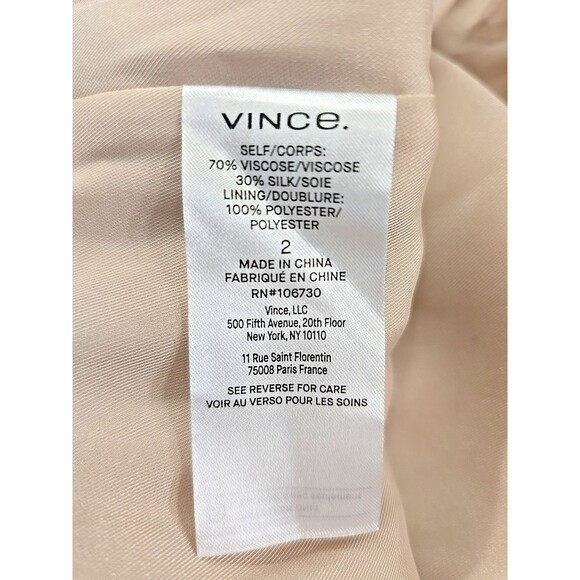 VINCe.
SELF/CORPS:
70% VISCOSE/VISCOSE
30% SILK/SOIE
LINING/DOUBLURE:
100% POLYESTER/
POLYESTER
2
MADE IN CHINA
FABRIQUÉ EN CHINE
RN#106730
Vince, LLC
500 Fifth Avenue, 20th Floor
New York, NY 10110
11 Rue Saint Florentin
75008 Paris France
SEE REVERSE FOR CARE
VOIR AU VERSO POUR LES SOINS